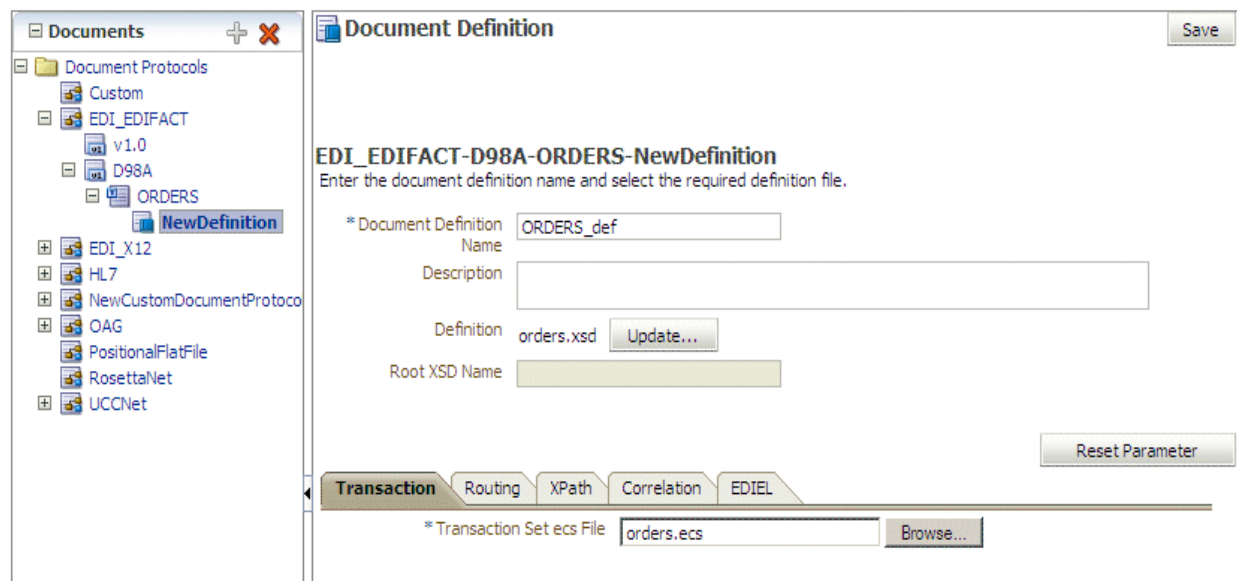 Documents
Document Protocols
Custom
EDI_EDIFACT
v1.0
D98A
ORDERS
NewDefinition
EDI_X12
HL7
NewCustomDocumentProtoco
OAG
PositionalFlatFile
RosettaNet
UCCNet
Document Definition
Save
EDI_EDIFACT-D98A-ORDERS-NewDefinition
Enter the document definition name and select the required definition file.
* Document Definition
Name
ORDERS_def
Description
Definition
orders.xsd
Update...
Root XSD Name
Reset Parameter
Transaction
Routing
XPath
Correlation
EDIEL
* Transaction Set ecs File
orders.ecs
Browse...